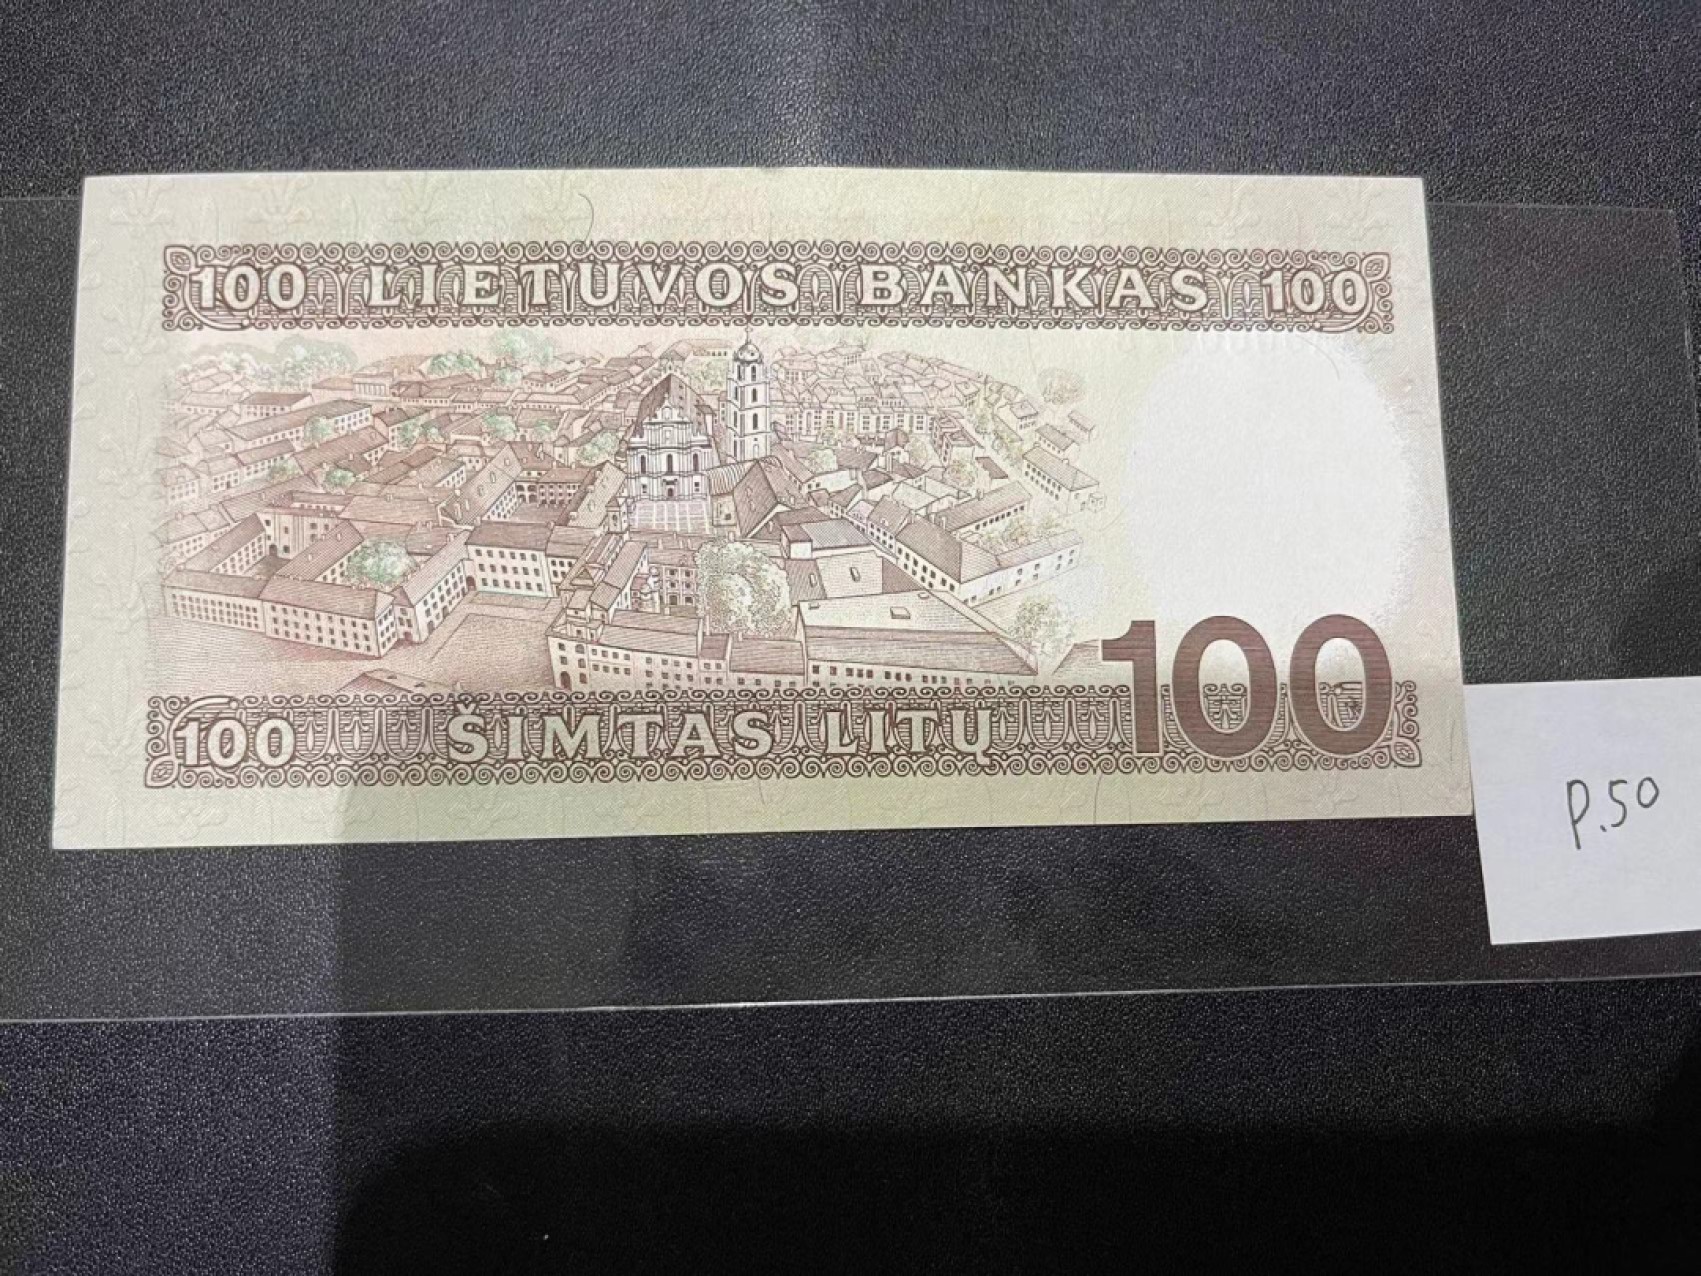 100 LIETUVOS BANKAS 100
100 ŠIMTAS LITŲ 100
P.50